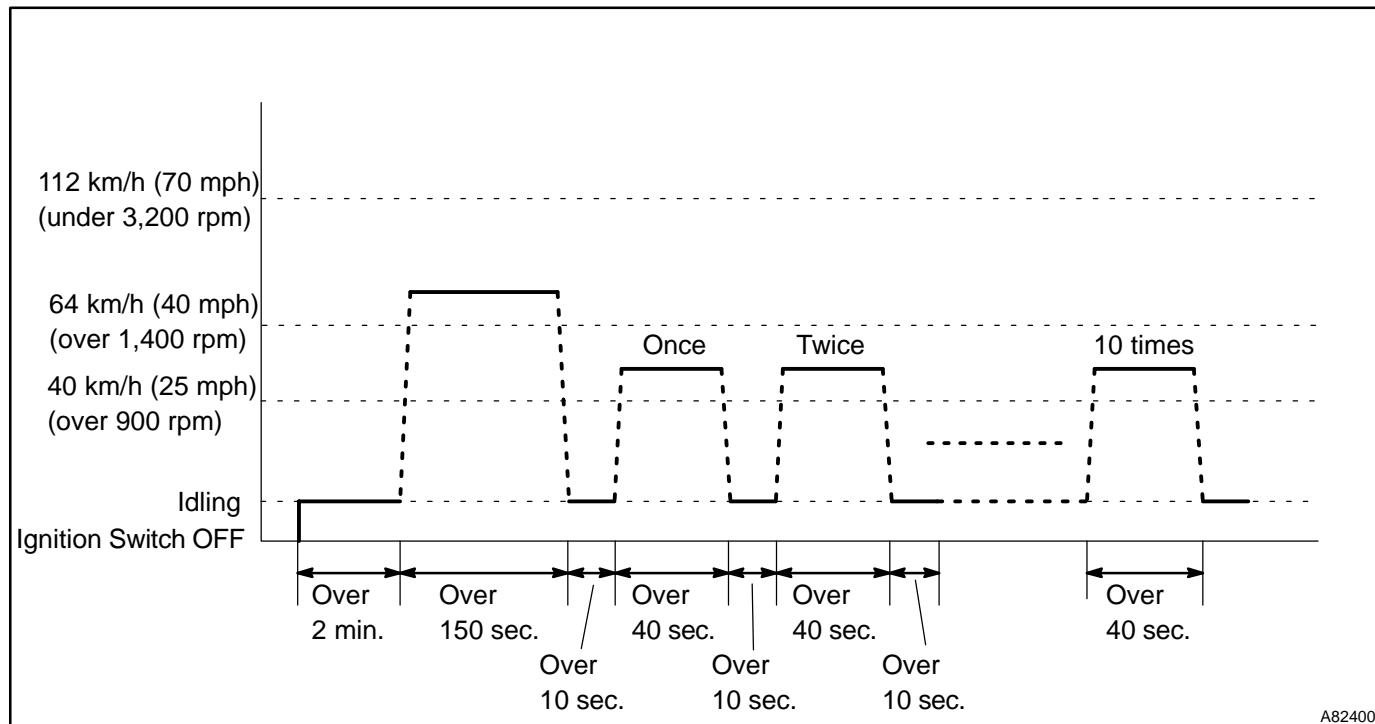 112 km/h (70 mph)
(under 3,200 rpm)
64 km/h (40 mph)
(over 1,400 rpm)
Once
Twice
10 times
40 km/h (25 mph)
(over 900 rpm)
Idling
Ignition Switch OFF
Over
2 min.
Over
150 sec.
Over
40 sec.
Over
40 sec.
Over
40 sec.
Over
10 sec.
Over
10 sec.
Over
10 sec.
A82400